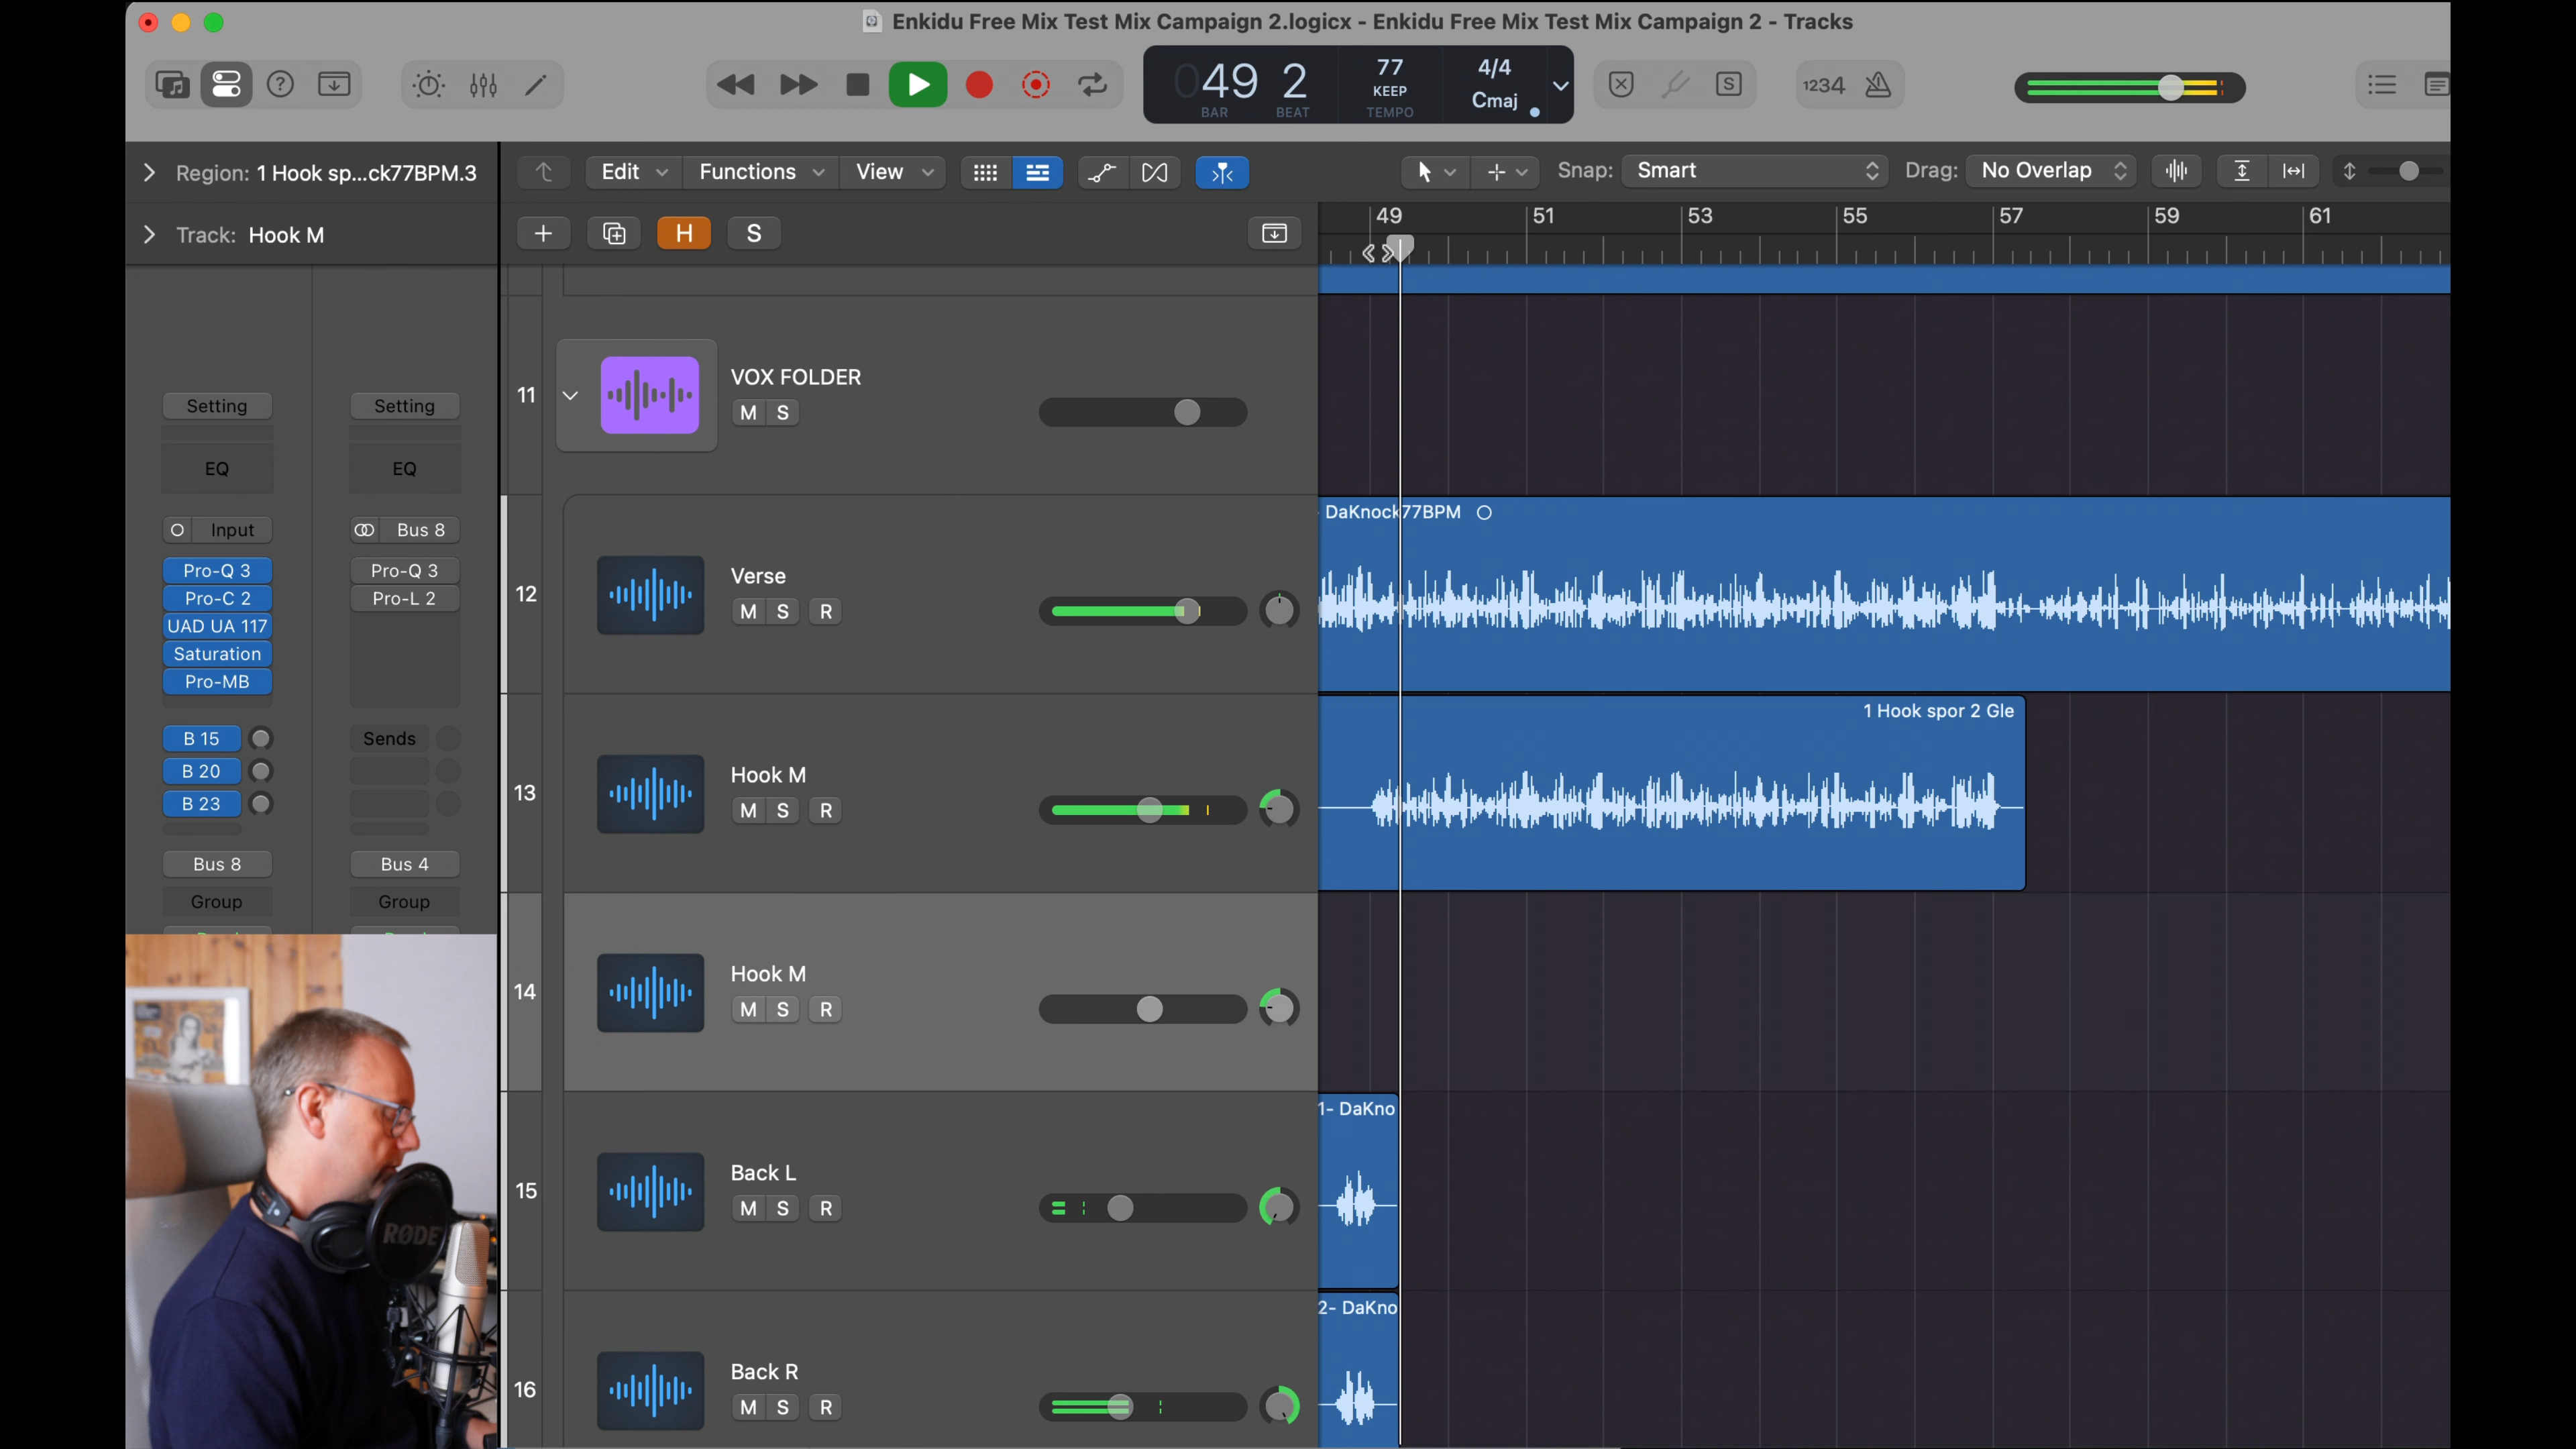 Enkidu Free Mix Test Mix Campaign 2.logicx - Enkidu Free Mix Test Mix Campaign 2 - Tracks
049 2 77 4/4
KEEP Cmaj
BAR BEAT TEMPO
S
1234
Region: 1 Hook sp...ck77BPM.3
Edit Functions View Snap: Smart Drag: No Overlap
Track: Hook M
H S
49 51 53 55 57 59 61
Setting Setting
EQ EQ
Input Bus 8
Pro-Q 3 Pro-Q 3
Pro-C 2 Pro-L 2
UAD UA 117
Saturation
Pro-MB
B 15 Sends
B 20
B 23
Bus 8 Bus 4
Group Group
11 VOX FOLDER
M S
DaKnock77BPM
12 Verse
M S R
1 Hook spor 2 Gle
13 Hook M
M S R
14 Hook M
M S R
1- DaKno
15 Back L
M S R
2- DaKno
16 Back R
M S R
RØDE